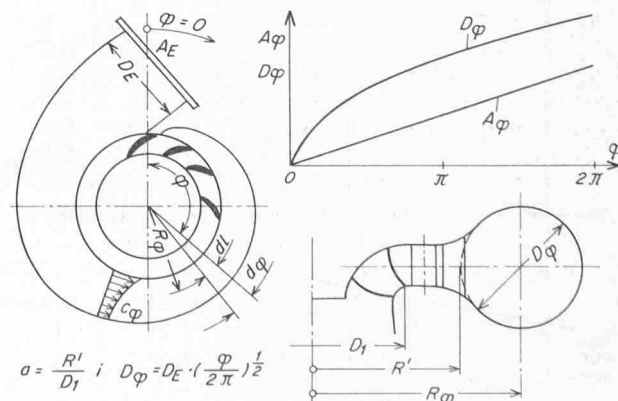 φ=0
A_E
D_E
φ
R_φ
dl
dφ
c_φ
a = R'/D_1 i D_φ = D_E · (φ/2π)^1/2
A_φ
D_φ
D_φ
A_φ
0 π 2π φ
D_φ
D_1
R'
R_φ